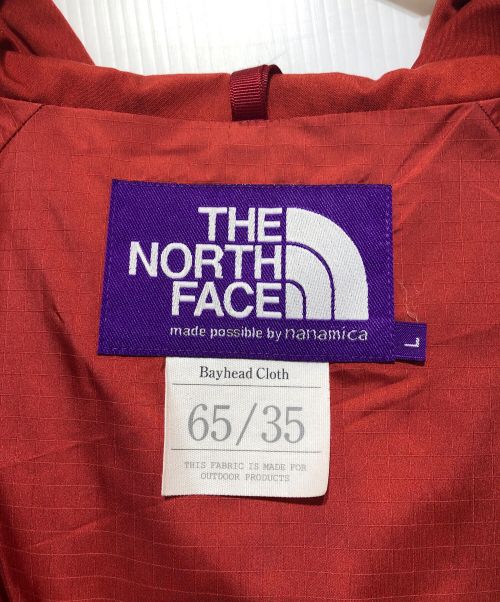 THE
NORTH
FACE
made possible by nanamica
L
Bayhead Cloth
65/35
THIS FABRIC IS MADE FOR
OUTDOOR PRODUCTS